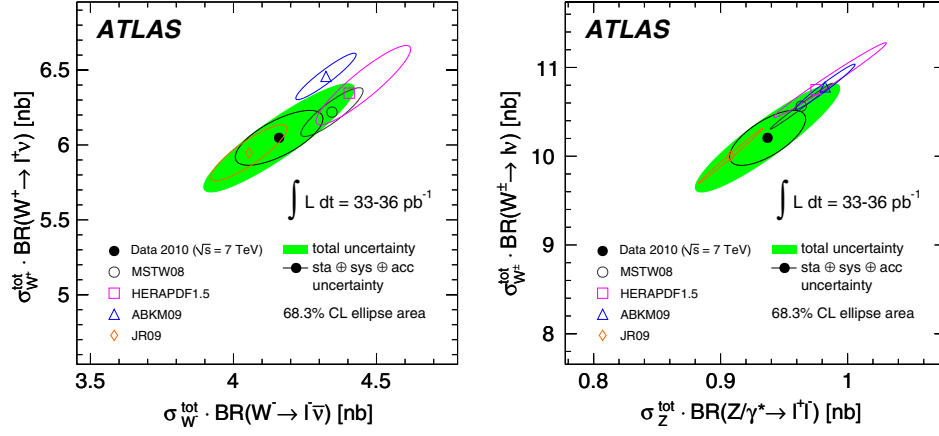 ATLAS
σ^tot_W+ · BR(W+ → l+ν) [nb]
6.5
6
5.5
5
∫ L dt = 33-36 pb-1
Data 2010 (√s = 7 TeV)
MSTW08
HERAPDF1.5
ABKM09
JR09
total uncertainty
sta ⊕ sys ⊕ acc
uncertainty
68.3% CL ellipse area
3.5 4 4.5
σ^tot_W- · BR(W- → l-ν̅) [nb]
ATLAS
σ^tot_W± · BR(W± → lν) [nb]
11
10
9
8
∫ L dt = 33-36 pb-1
Data 2010 (√s = 7 TeV)
MSTW08
HERAPDF1.5
ABKM09
JR09
total uncertainty
sta ⊕ sys ⊕ acc
uncertainty
68.3% CL ellipse area
0.8 0.9 1
σ^tot_Z · BR(Z/γ* → l+l-) [nb]